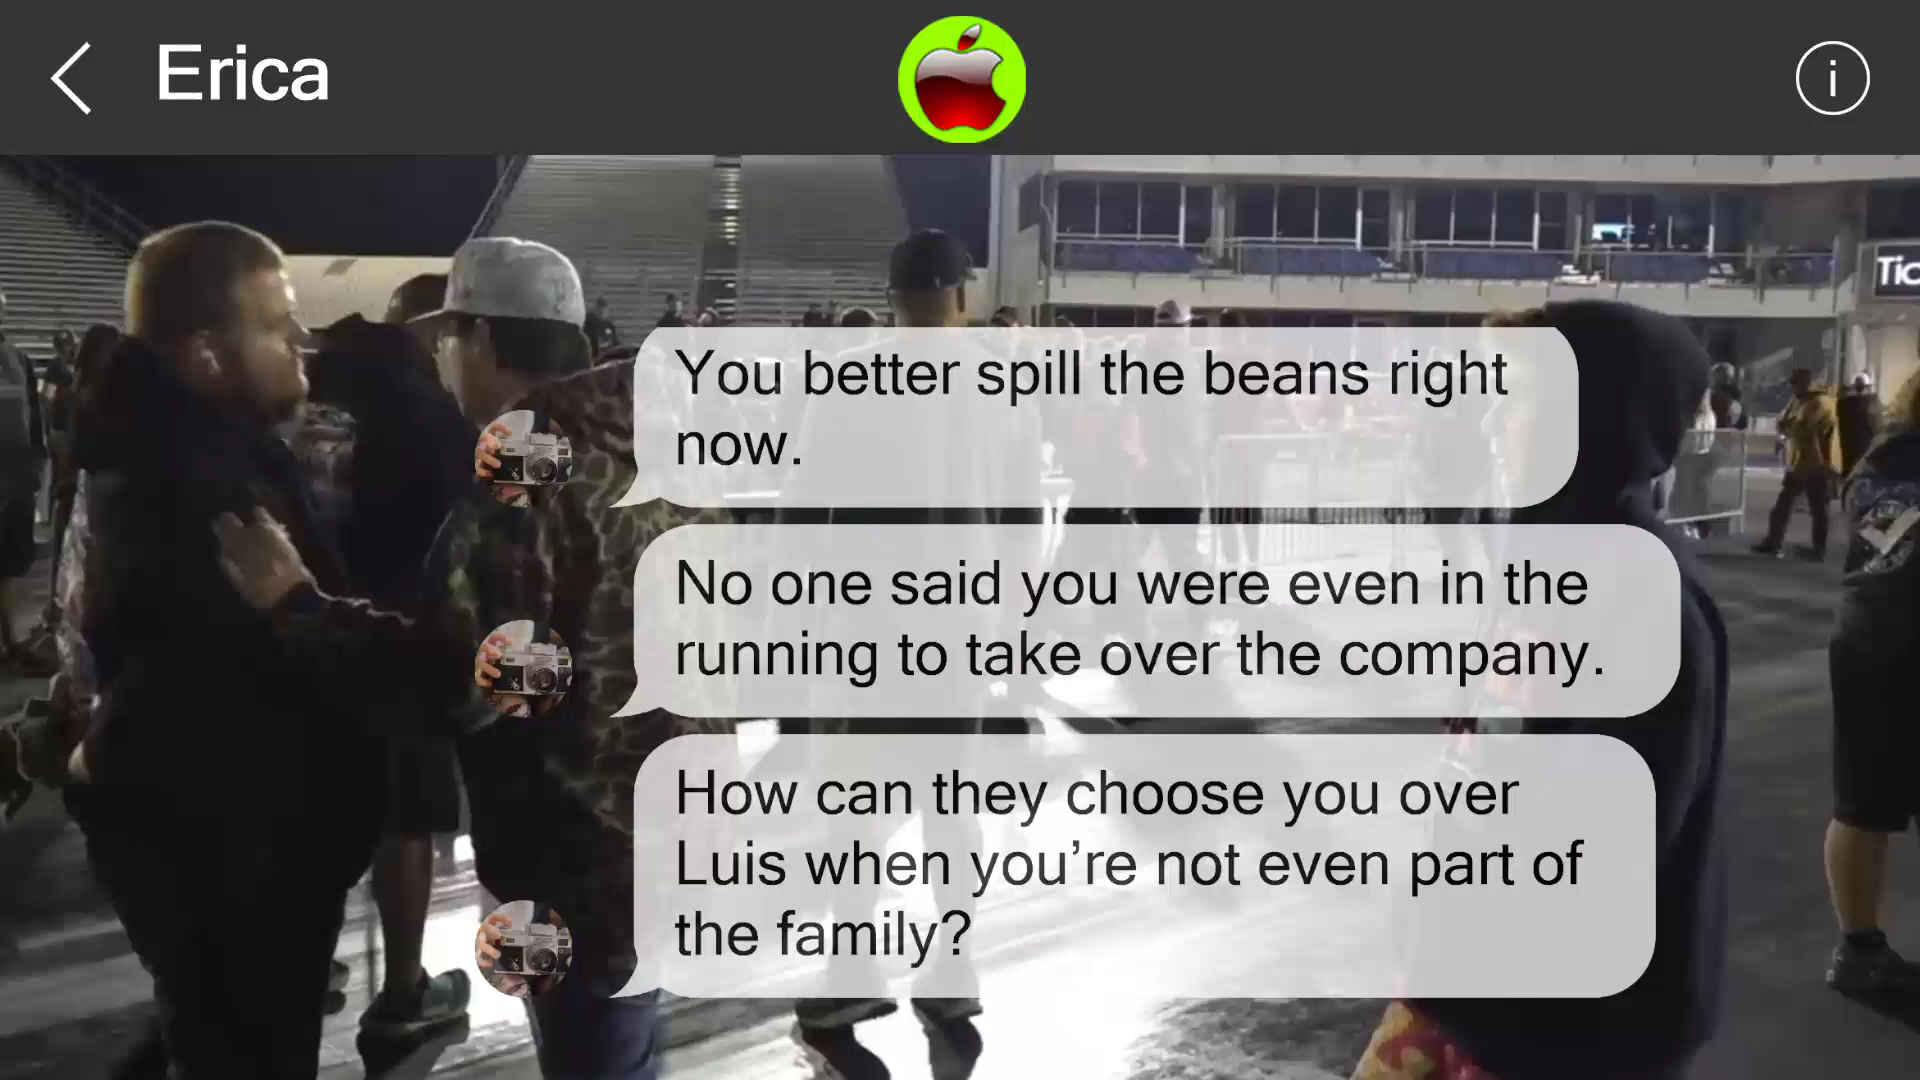 Erica
i
You better spill the beans right
now.
No one said you were even in the
running to take over the company.
How can they choose you over
Luis when you’re not even part of
the family?